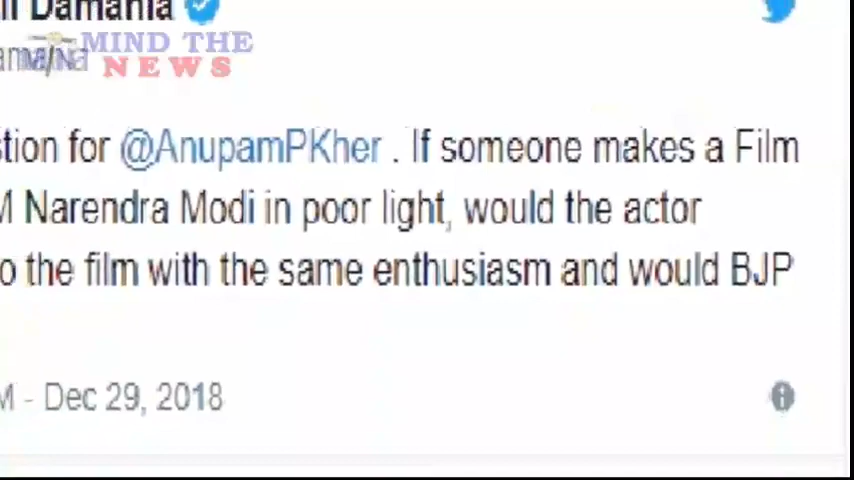 Damania
MIND THE
NEWS
stion for @AnupamPKher . If someone makes a Film
M Narendra Modi in poor light, would the actor
o the film with the same enthusiasm and would BJP
M - Dec 29, 2018